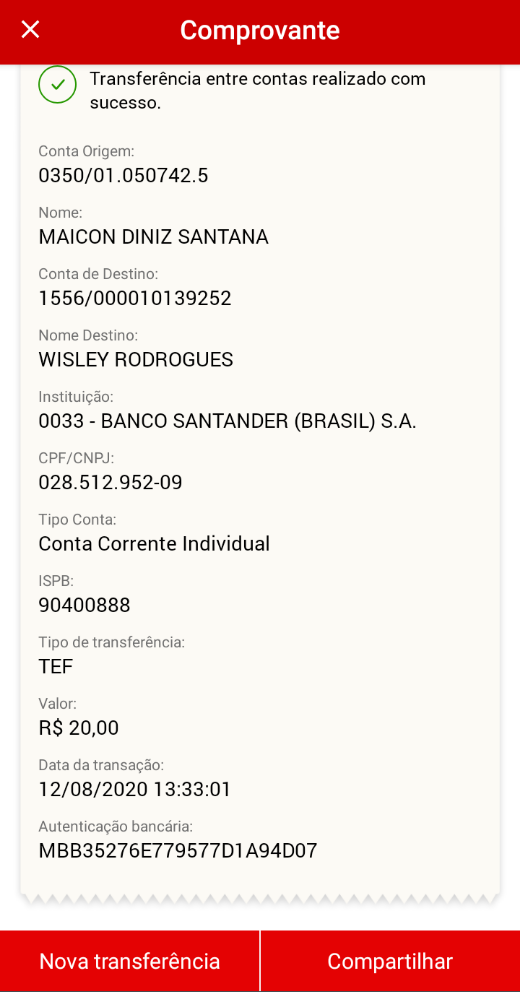 Comprovante
Transferência entre contas realizado com
sucesso.
Conta Origem:
0350/01.050742.5
Nome:
MAICON DINIZ SANTANA
Conta de Destino:
1556/000010139252
Nome Destino:
WISLEY RODROGUES
Instituição:
0033 - BANCO SANTANDER (BRASIL) S.A.
CPF/CNPJ:
028.512.952-09
Tipo Conta:
Conta Corrente Individual
ISPB:
90400888
Tipo de transferência:
TEF
Valor:
R$ 20,00
Data da transação:
12/08/2020 13:33:01
Autenticação bancária:
MBB35276E779577D1A94D07
Nova transferência
Compartilhar